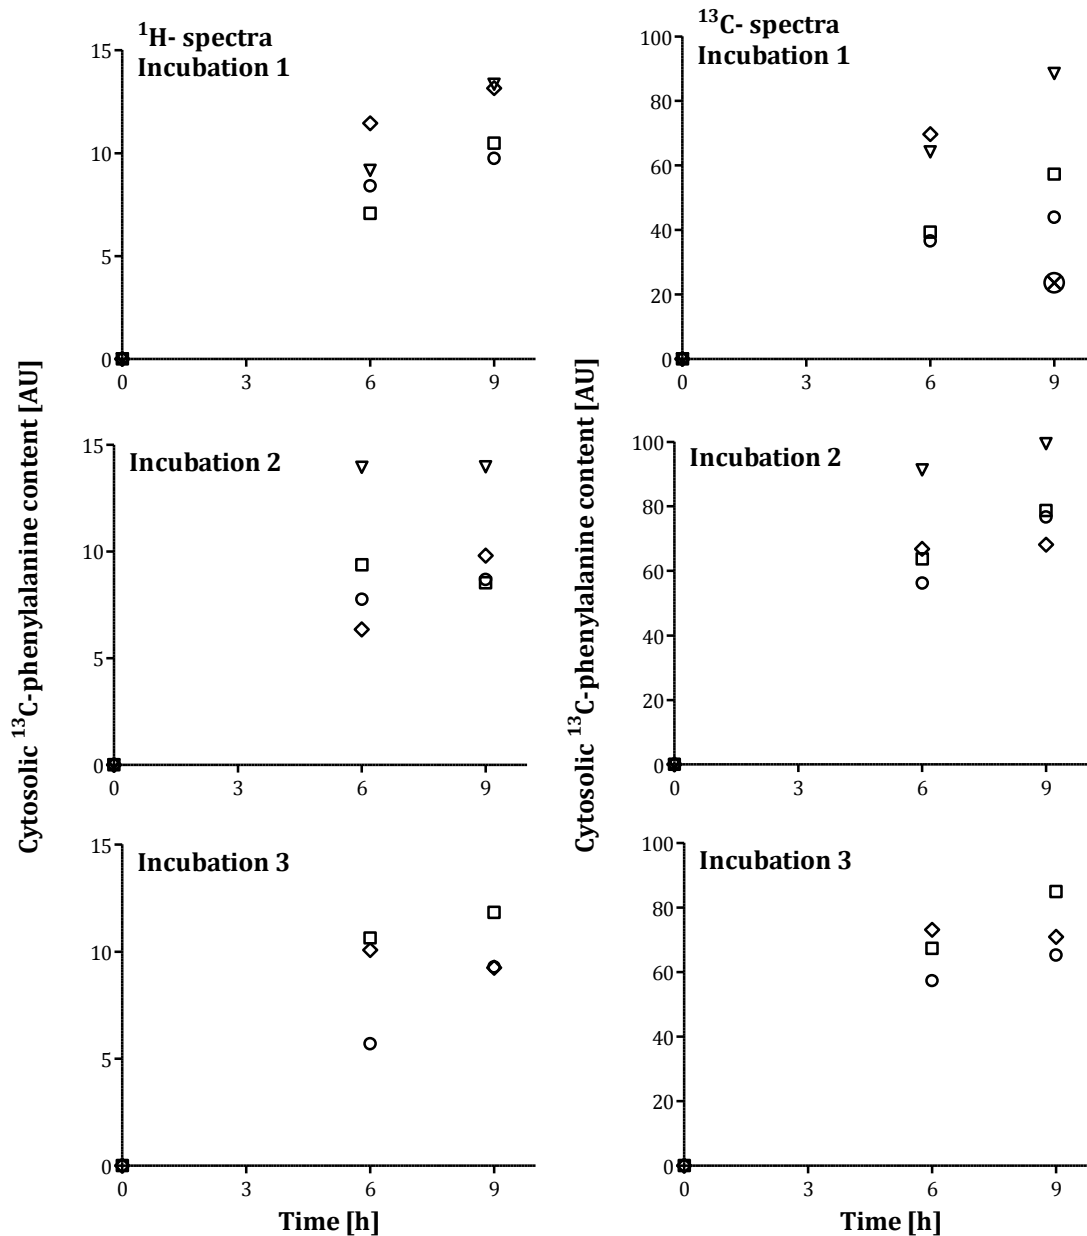 ¹H- spectra
Incubation 1
15
10
5
0
0 3 6 9
¹³C- spectra
Incubation 1
100
80
60
40
20
0
0 3 6 9
Cytosolic ¹³C-phenylalanine content [AU]
Incubation 2
15
10
5
0
0 3 6 9
Cytosolic ¹³C-phenylalanine content [AU]
Incubation 2
100
80
60
40
20
0
0 3 6 9
Incubation 3
15
10
5
0
0 3 6 9
Time [h]
Incubation 3
100
80
60
40
20
0
0 3 6 9
Time [h]